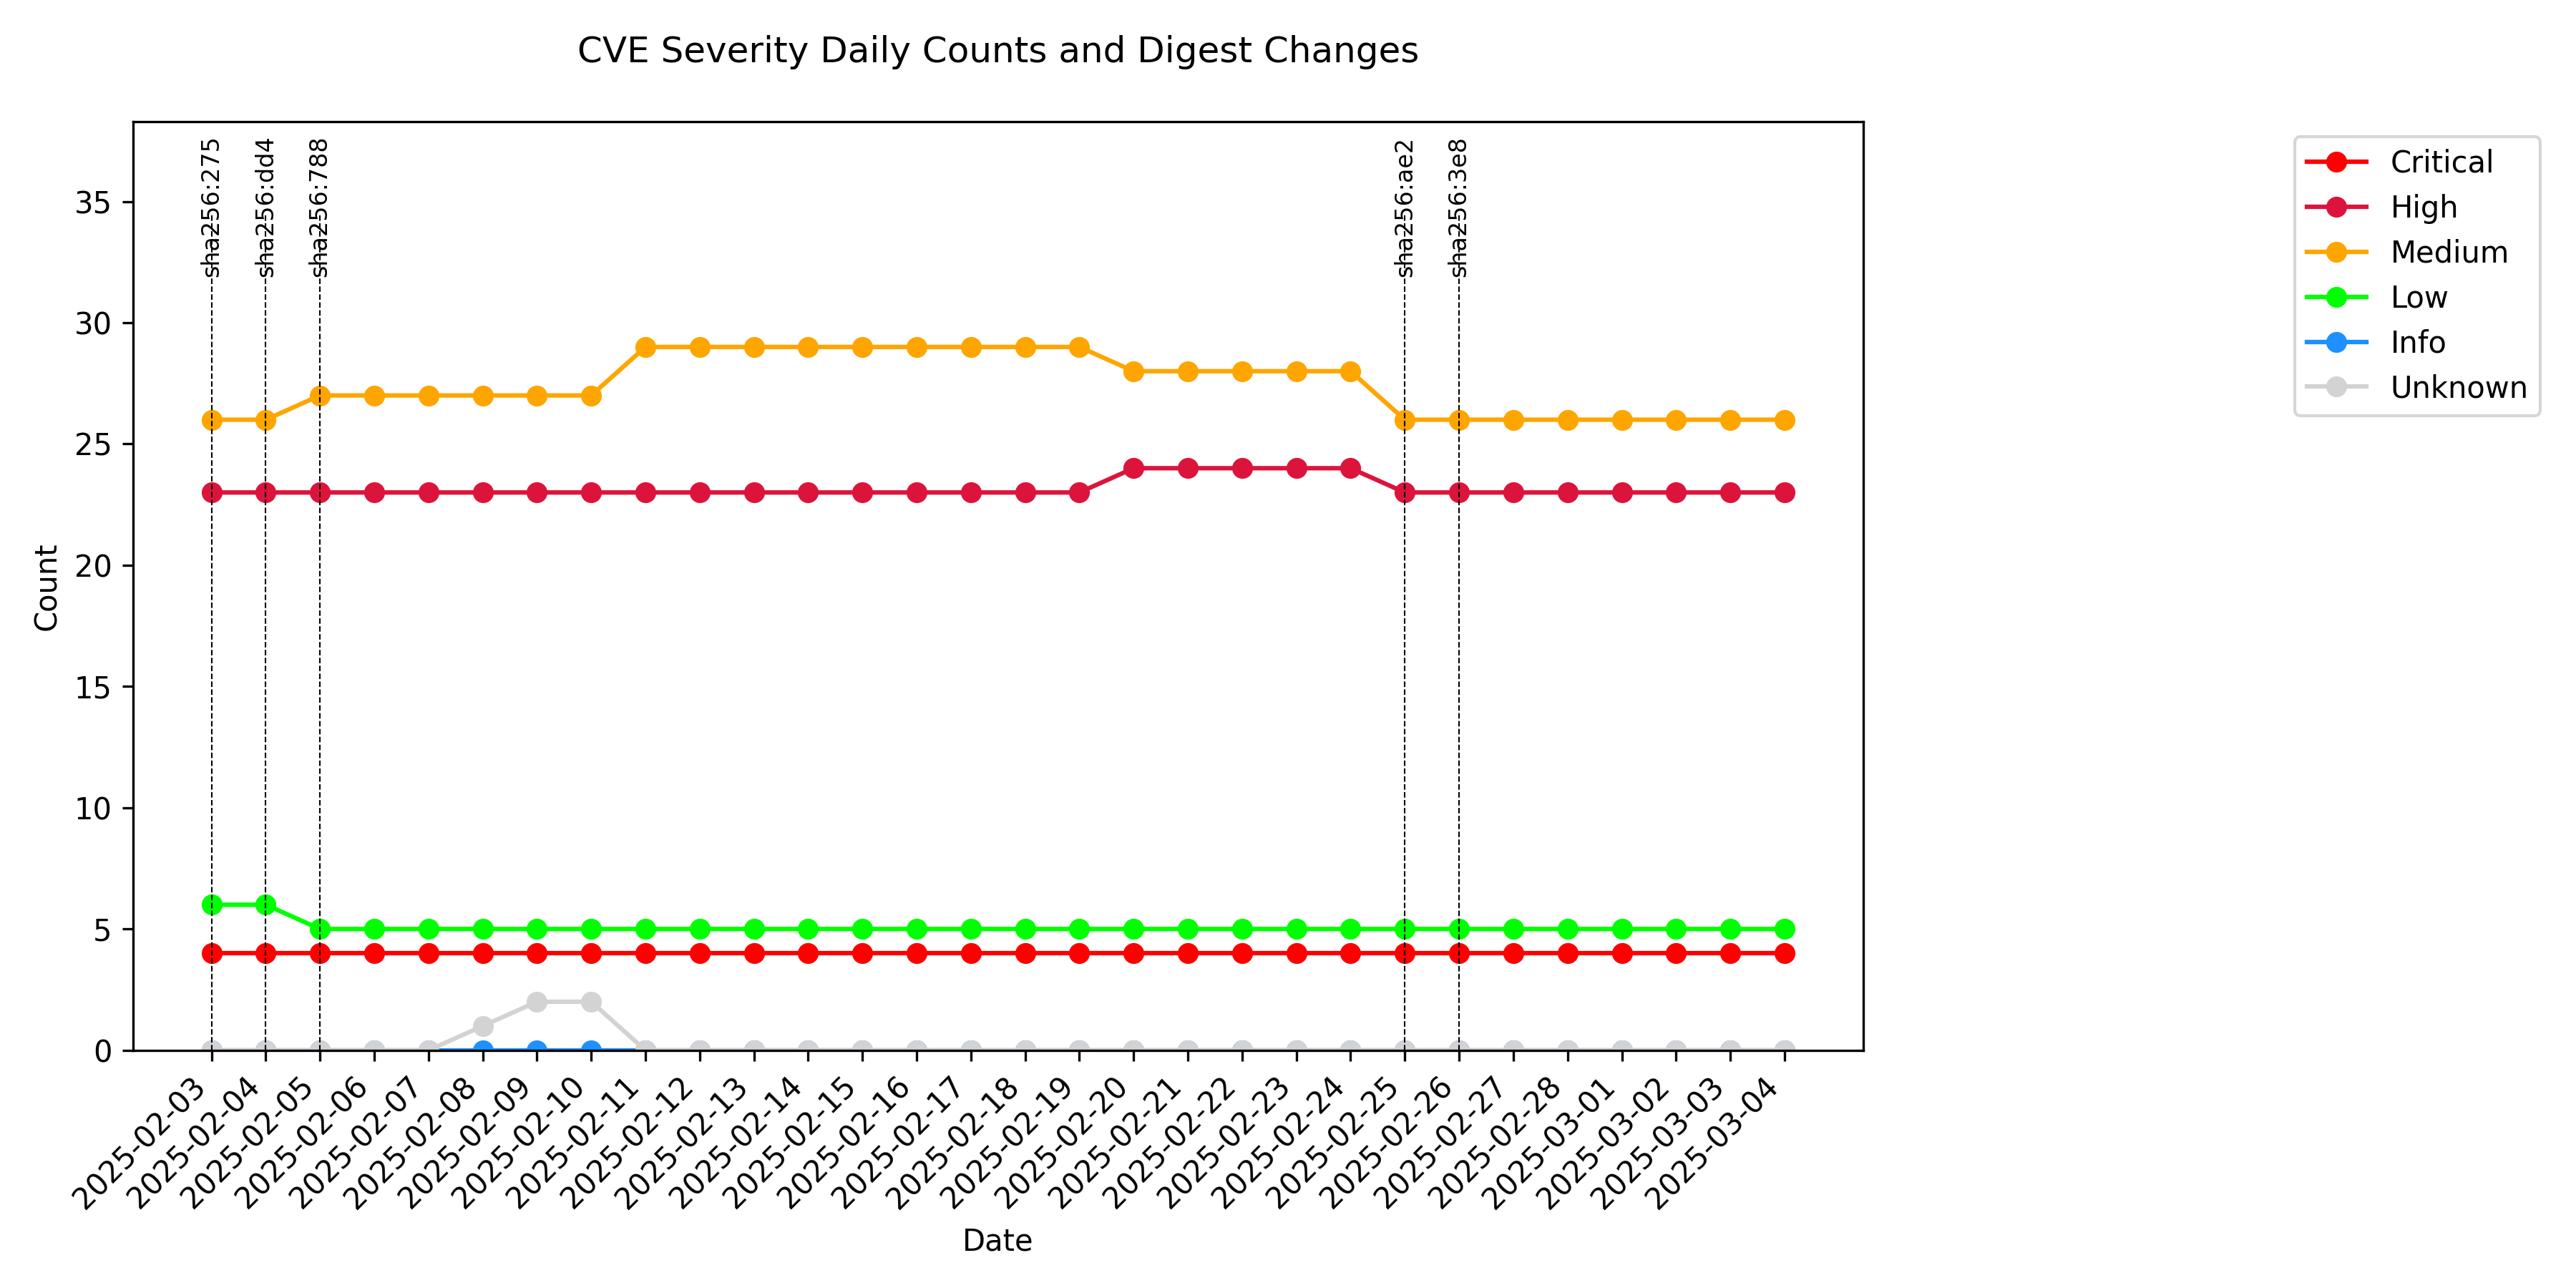 CVE Severity Daily Counts and Digest Changes
sha256:275
sha256:dd4
sha256:788
sha256:ae2
sha256:3e8
Critical
High
Medium
Low
Info
Unknown
35
30
25
20
15
10
5
0
Count
2025-02-03
2025-02-04
2025-02-05
2025-02-06
2025-02-07
2025-02-08
2025-02-09
2025-02-10
2025-02-11
2025-02-12
2025-02-13
2025-02-14
2025-02-15
2025-02-16
2025-02-17
2025-02-18
2025-02-19
2025-02-20
2025-02-21
2025-02-22
2025-02-23
2025-02-24
2025-02-25
2025-02-26
2025-02-27
2025-02-28
2025-03-01
2025-03-02
2025-03-03
2025-03-04
Date